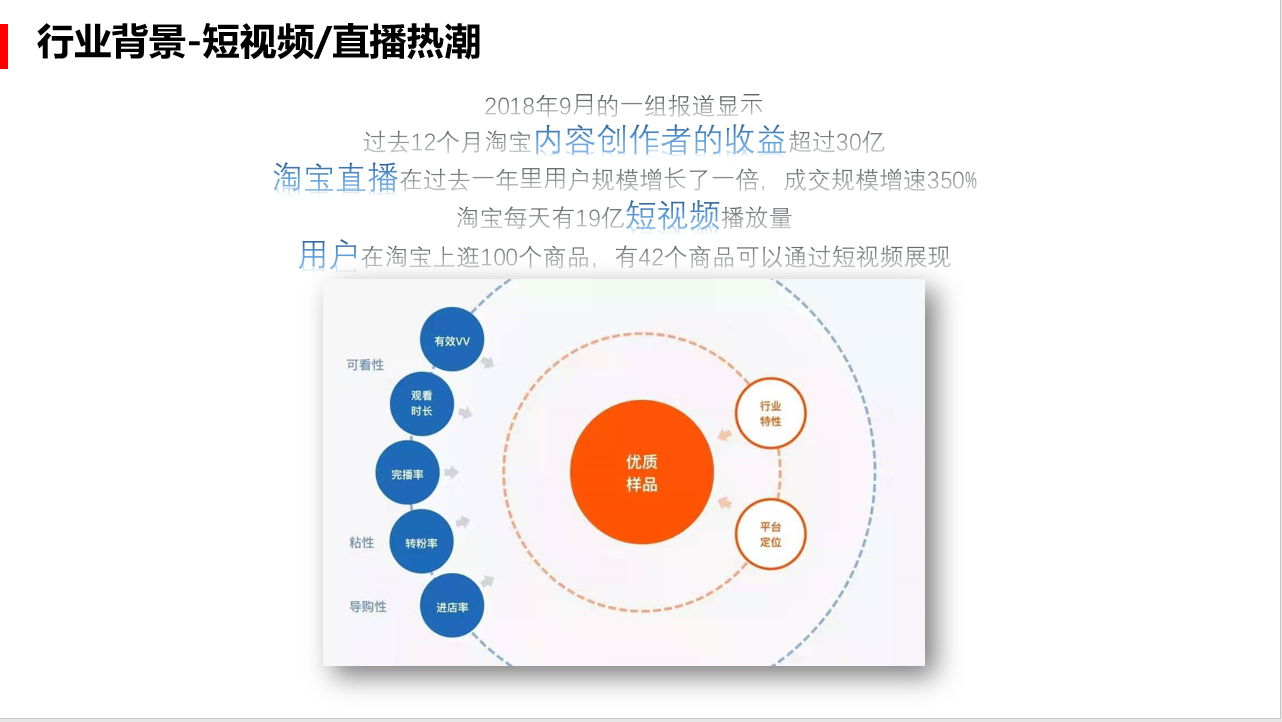 行业背景-短视频/直播热潮
2018年9月的一组报道显示
过去12个月淘宝内容创作者的收益超过30亿
淘宝直播在过去一年里用户规模增长了一倍，成交规模增速350%
淘宝每天有19亿短视频播放量
用户在淘宝上逛100个商品，有42个商品可以通过短视频展现
有效VV
可看性
观看
时长
完播率
粘性
转粉率
导购性
进店率
优质
样品
行业
特性
平台
定位